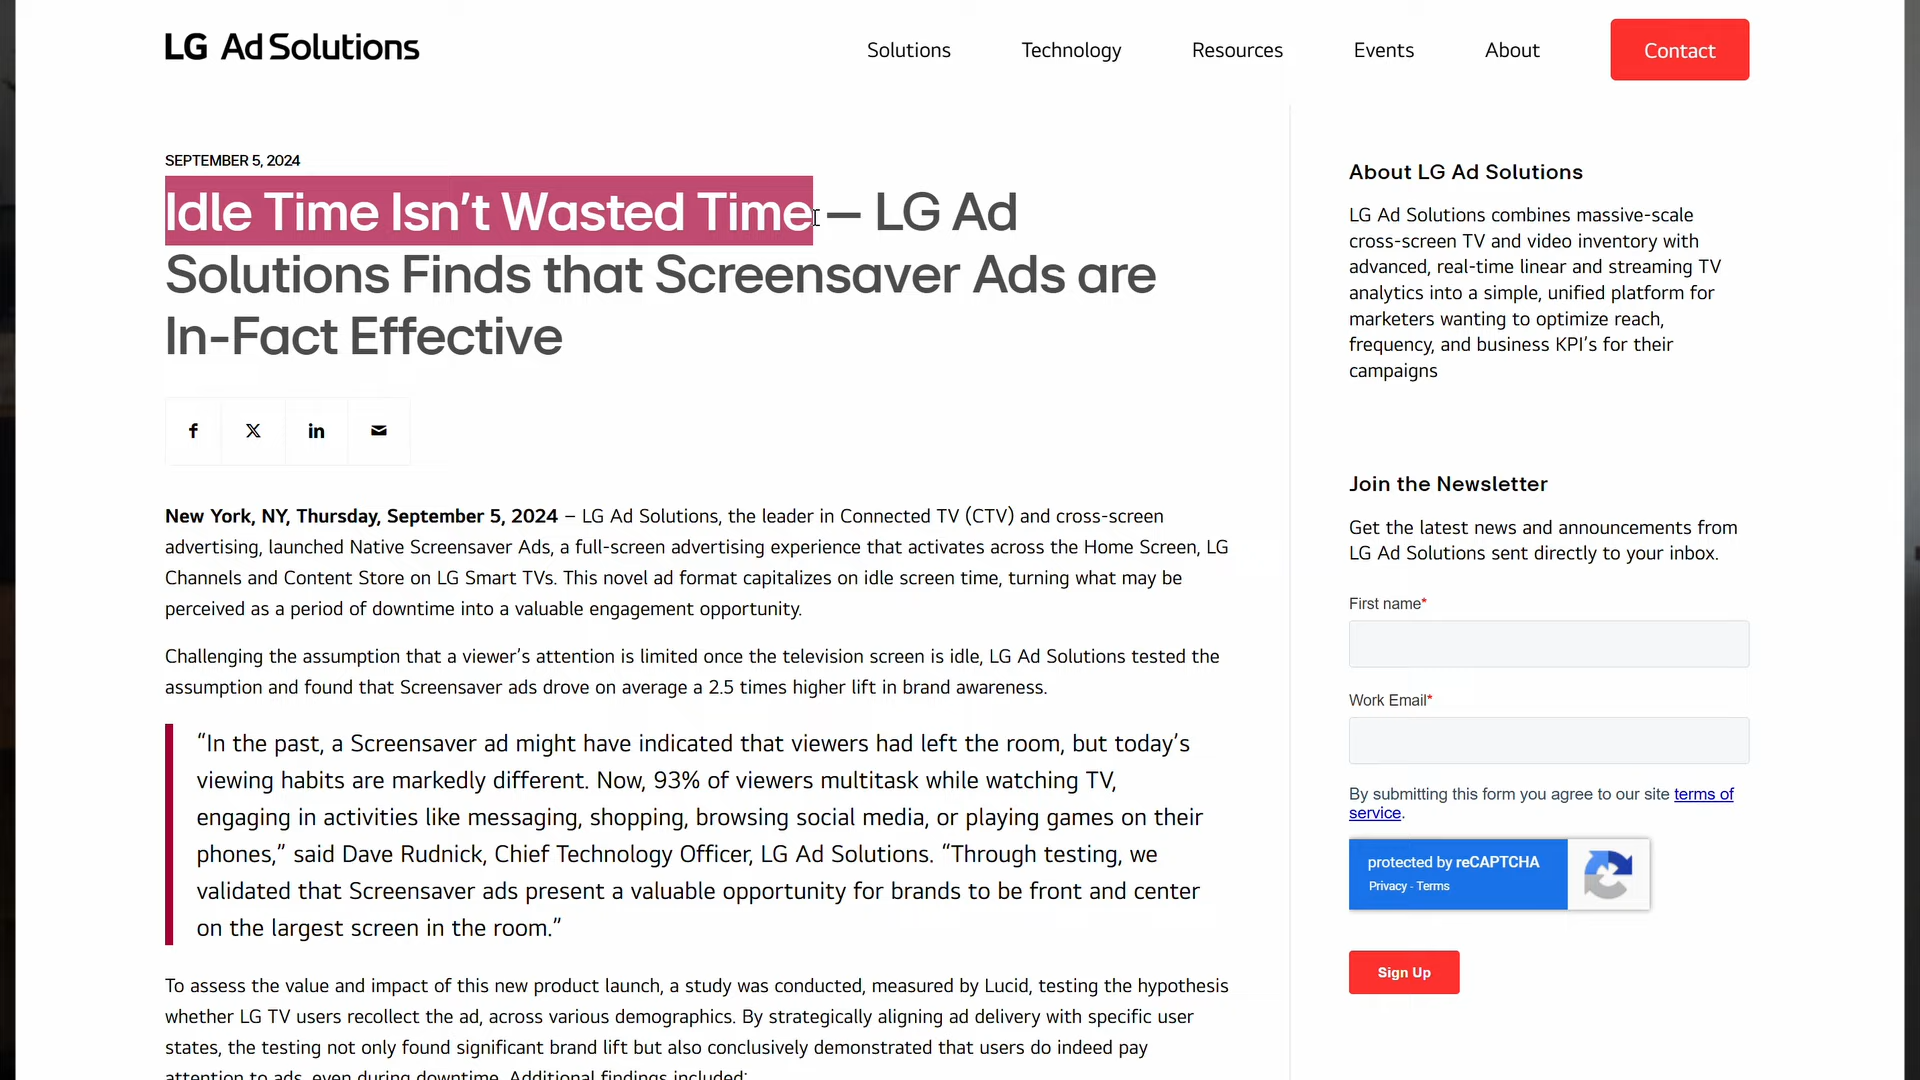 LG Ad Solutions
Solutions
Technology
Resources
Events
About
Contact
SEPTEMBER 5, 2024
Idle Time Isn’t Wasted Time — LG Ad
Solutions Finds that Screensaver Ads are
In-Fact Effective
New York, NY, Thursday, September 5, 2024 – LG Ad Solutions, the leader in Connected TV (CTV) and cross-screen
advertising, launched Native Screensaver Ads, a full-screen advertising experience that activates across the Home Screen, LG
Channels and Content Store on LG Smart TVs. This novel ad format capitalizes on idle screen time, turning what may be
perceived as a period of downtime into a valuable engagement opportunity.
Challenging the assumption that a viewer’s attention is limited once the television screen is idle, LG Ad Solutions tested the
assumption and found that Screensaver ads drove on average a 2.5 times higher lift in brand awareness.
“In the past, a Screensaver ad might have indicated that viewers had left the room, but today’s
viewing habits are markedly different. Now, 93% of viewers multitask while watching TV,
engaging in activities like messaging, shopping, browsing social media, or playing games on their
phones,” said Dave Rudnick, Chief Technology Officer, LG Ad Solutions. “Through testing, we
validated that Screensaver ads present a valuable opportunity for brands to be front and center
on the largest screen in the room.”
To assess the value and impact of this new product launch, a study was conducted, measured by Lucid, testing the hypothesis
whether LG TV users recollect the ad, across various demographics. By strategically aligning ad delivery with specific user
states, the testing not only found significant brand lift but also conclusively demonstrated that users do indeed pay
attention to ads, even during downtime. Additional findings included:
About LG Ad Solutions
LG Ad Solutions combines massive-scale
cross-screen TV and video inventory with
advanced, real-time linear and streaming TV
analytics into a simple, unified platform for
marketers wanting to optimize reach,
frequency, and business KPI’s for their
campaigns
Join the Newsletter
Get the latest news and announcements from
LG Ad Solutions sent directly to your inbox.
First name*
Work Email*
By submitting this form you agree to our site terms of
service.
protected by reCAPTCHA
Privacy - Terms
Sign Up